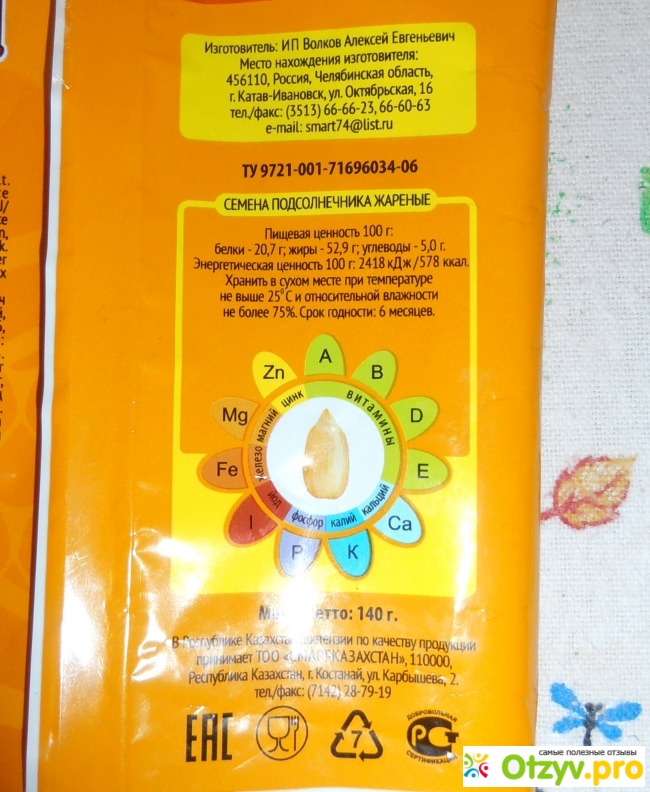 Изготовитель: ИП Волков Алексей Евгеньевич
Место нахождения изготовителя:
456110, Россия, Челябинская область,
г. Катав-Ивановск, ул. Октябрьская, 16
тел./факс: (3513) 66-66-23, 66-60-63
e-mail: smart74@list.ru
ТУ 9721-001-71696034-06
СЕМЕНА ПОДСОЛНЕЧНИКА ЖАРЕНЫЕ
Пищевая ценность 100 г:
белки - 20,7 г; жиры - 52,9 г; углеводы - 5,0 г.
Энергетическая ценность 100 г: 2418 кДж/578 ккал.
Хранить в сухом месте при температуре
не выше 25°С и относительной влажности
не более 75%. Срок годности: 6 месяцев.
A
Zn
B
Mg
D
Fe
E
I
Ca
P
K
витамины
цинк
магний
железо
йод
фосфор
калий
кальций
нетто: 140 г.
В Республике Казахстан претензии по качеству продукции
принимает ТОО «СМАРТКАЗАХСТАН», 110000,
Республика Казахстан, г. Костанай, ул. Карбышева, 2.
тел./факс: (7142) 28-79-19
ЕАС
7
ДОБРОВОЛЬНАЯ
РСТ
СЕРТИФИКАЦИЯ
самые полезные отзывы
Otzyv.pro